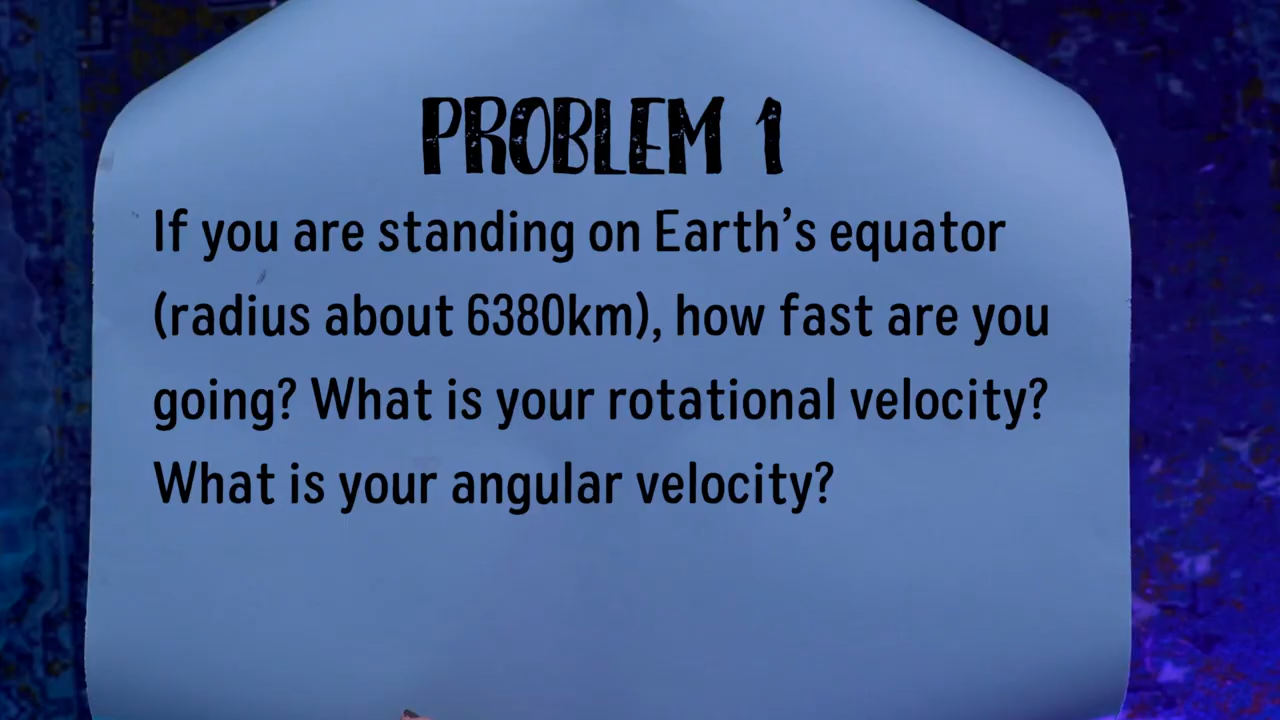 PROBLEM 1
If you are standing on Earth's equator
(radius about 6380km), how fast are you
going? What is your rotational velocity?
What is your angular velocity?